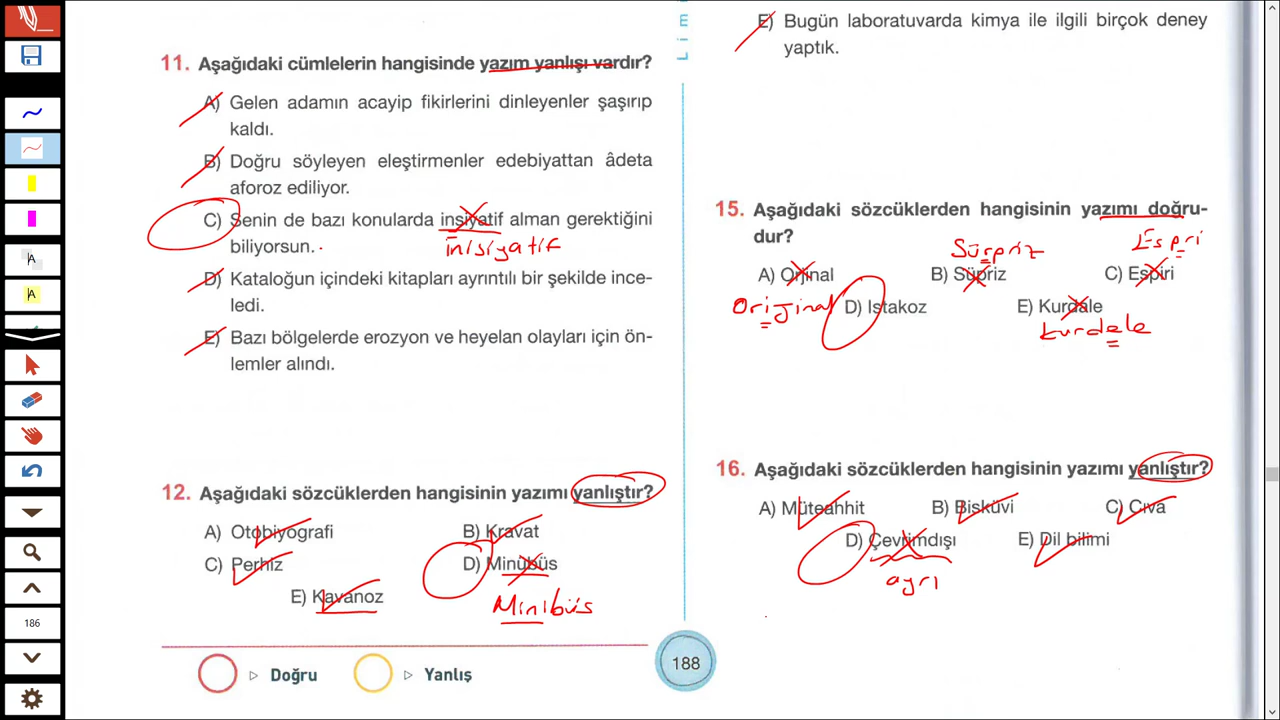 11. Aşağıdaki cümlelerin hangisinde yazım yanlışı vardır?
A) Gelen adamın acayip fikirlerini dinleyenler şaşırıp
kaldı.
B) Doğru söyleyen eleştirmenler edebiyattan âdeta
aforoz ediliyor.
C) Senin de bazı konularda insiyatif alman gerektiğini
biliyorsun.
inisiyatif
D) Kataloğun içindeki kitapları ayrıntılı bir şekilde ince-
ledi.
E) Bazı bölgelerde erozyon ve heyelan olayları için ön-
lemler alındı.
12. Aşağıdaki sözcüklerden hangisinin yazımı yanlıştır?
A) Otobiyografi B) Kravat
C) Perhiz D) Minübüs
E) Kavanoz
Minibüs
Doğru
Yanlış
188
E) Bugün laboratuvarda kimya ile ilgili birçok deney
yaptık.
15. Aşağıdaki sözcüklerden hangisinin yazımı doğru-
dur?
Sürpriz Espri
A) Orjinal B) Süpriz C) Espiri
Orijinal D) Istakoz E) Kurdale
kurdele
16. Aşağıdaki sözcüklerden hangisinin yazımı yanlıştır?
A) Müteahhit B) Bisküvi C) Cıva
D) Çevrimdışı E) Dil bilimi
ayrı
A
A
186